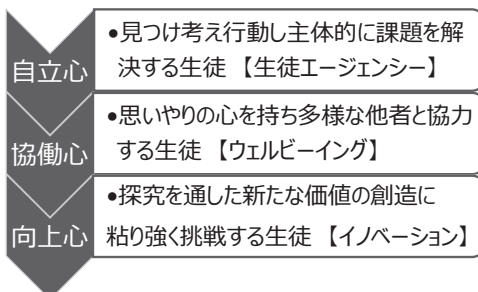 自立心
●見つけ考え行動し主体的に課題を解
決する生徒 【生徒エージェンシー】
協働心
●思いやりの心を持ち多様な他者と協力
する生徒 【ウェルビーイング】
向上心
●探究を通した新たな価値の創造に
粘り強く挑戦する生徒 【イノベーション】